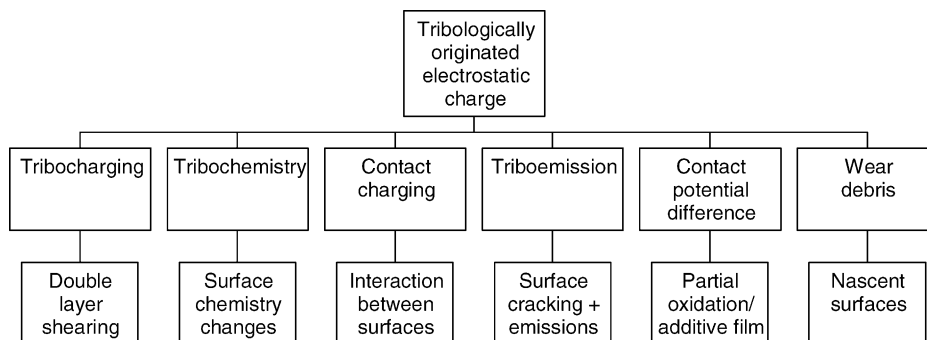 Tribologically
originated
electrostatic
charge
Tribocharging
Tribochemistry
Contact
charging
Triboemission
Contact
potential
difference
Wear
debris
Double
layer
shearing
Surface
chemistry
changes
Interaction
between
surfaces
Surface
cracking +
emissions
Partial
oxidation/
additive film
Nascent
surfaces